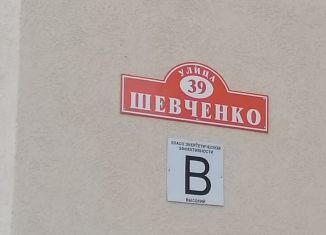 УЛИЦА
39
ШЕВЧЕНКО
КЛАСС ЭНЕРГЕТИЧЕСКОЙ
ЭФФЕКТИВНОСТИ
B
ВЫСОКИЙ